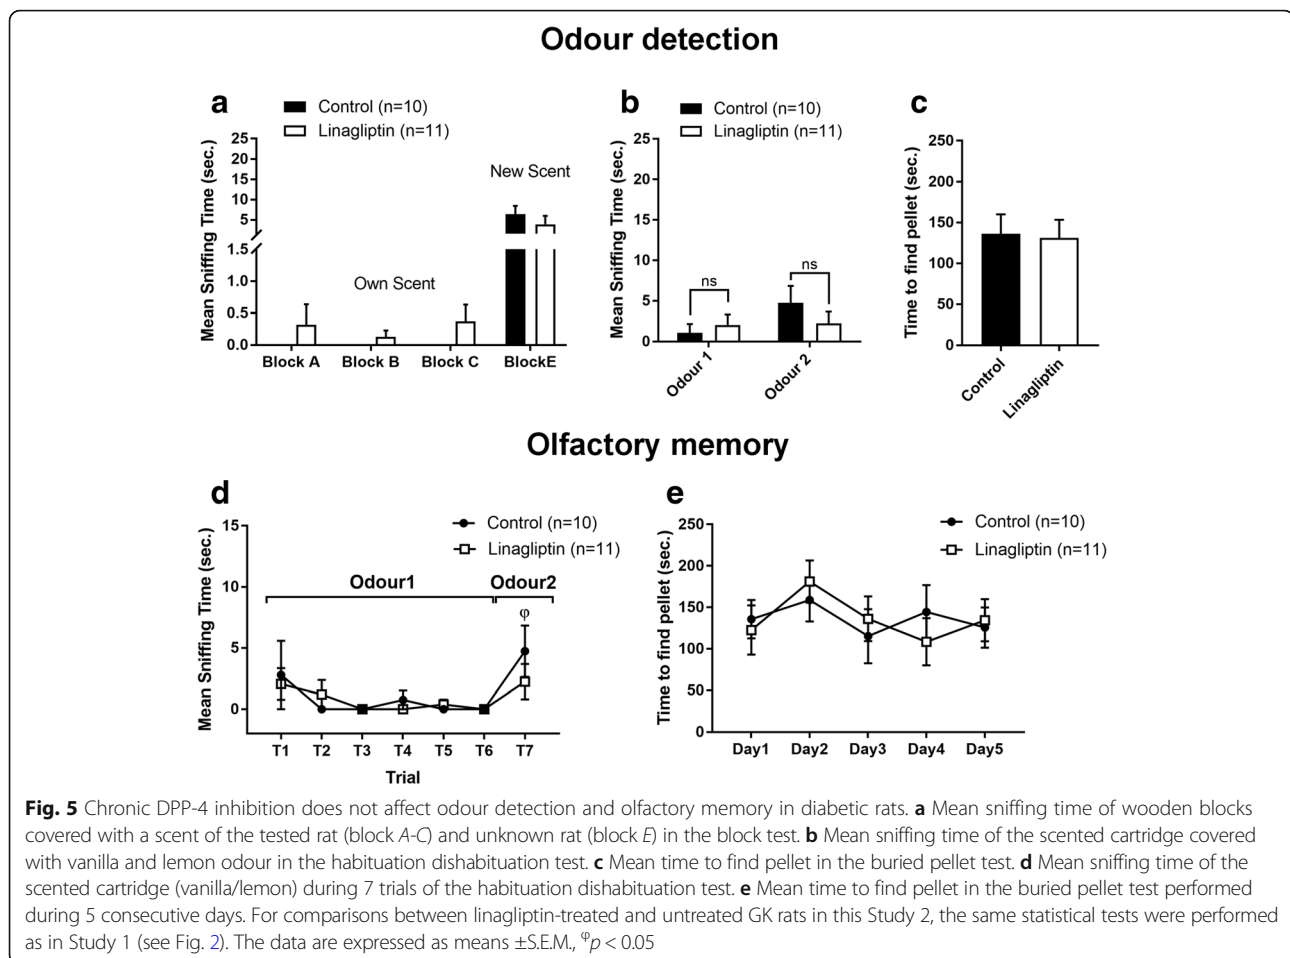 Odour detection
a
Control (n=10)
Linagliptin (n=11)
Mean Sniffing Time (sec.)
25
20
15
10
5
1.5
1.0
0.5
0.0
New Scent
Own Scent
Block A
Block B
Block C
BlockE
b
Control (n=10)
Linagliptin (n=11)
Mean Sniffing Time (sec.)
25
20
15
10
5
0
ns
ns
Odour 1
Odour 2
c
Time to find pellet (sec.)
250
200
150
100
50
0
Control
Linagliptin
Olfactory memory
d
Control (n=10)
Linagliptin (n=11)
Mean Sniffing Time (sec.)
15
10
5
0
Odour1
Odour2
φ
T1
T2
T3
T4
T5
T6
T7
Trial
e
Control (n=10)
Linagliptin (n=11)
Time to find pellet (sec.)
250
200
150
100
50
0
Day1
Day2
Day3
Day4
Day5
Fig. 5 Chronic DPP-4 inhibition does not affect odour detection and olfactory memory in diabetic rats. a Mean sniffing time of wooden blocks
covered with a scent of the tested rat (block A-C) and unknown rat (block E) in the block test. b Mean sniffing time of the scented cartridge covered
with vanilla and lemon odour in the habituation dishabituation test. c Mean time to find pellet in the buried pellet test. d Mean sniffing time of the
scented cartridge (vanilla/lemon) during 7 trials of the habituation dishabituation test. e Mean time to find pellet in the buried pellet test performed
during 5 consecutive days. For comparisons between linagliptin-treated and untreated GK rats in this Study 2, the same statistical tests were performed
as in Study 1 (see Fig. 2). The data are expressed as means ±S.E.M., φp < 0.05